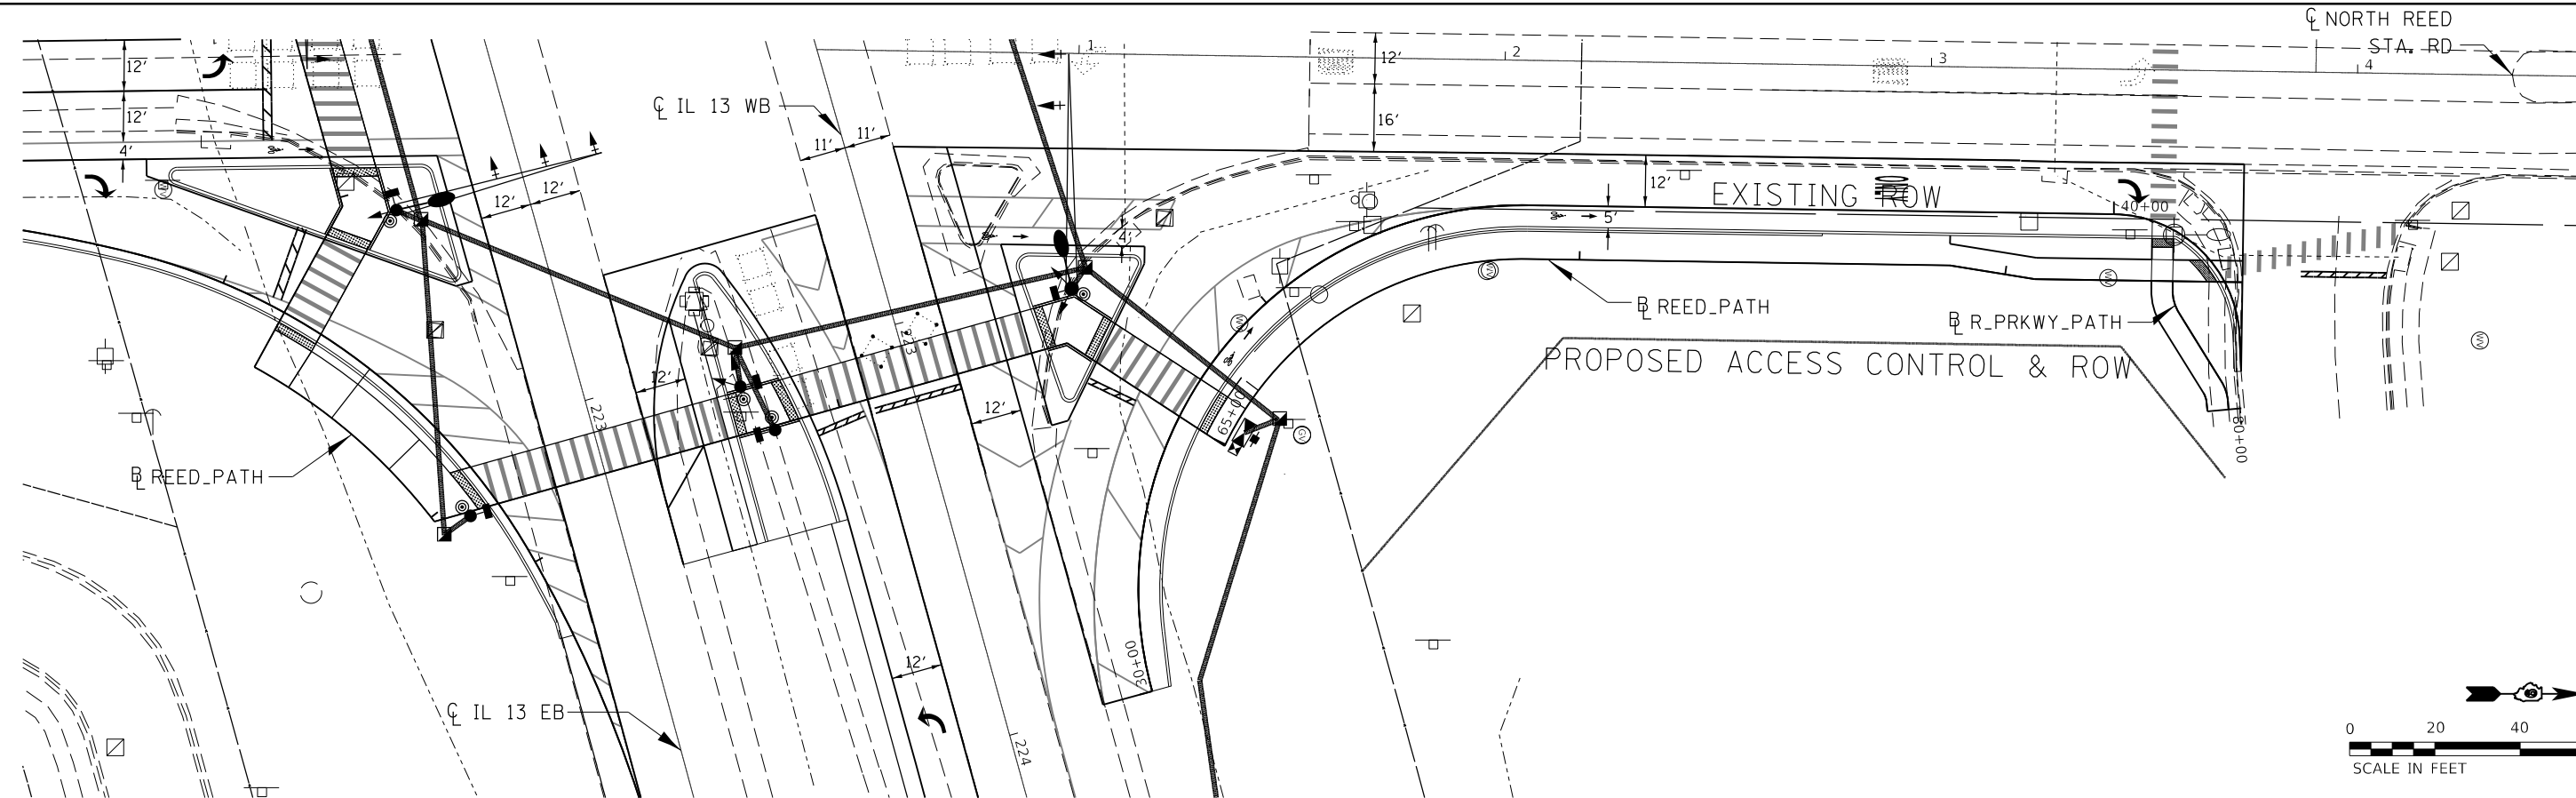 ℄ NORTH REED
STA. RD
1
2
3
4
12'
12'
4'
12'
16'
℄ IL 13 WB
11'
11'
12'
12'
12'
EXISTING ROW
5'
4'
40+00
℄ REED_PATH
℄ R_PRKWY_PATH
PROPOSED ACCESS CONTROL & ROW
223
223
12'
12'
65+00
80+00
℄ REED_PATH
30+00
12'
℄ IL 13 EB
224
0 20 40
SCALE IN FEET